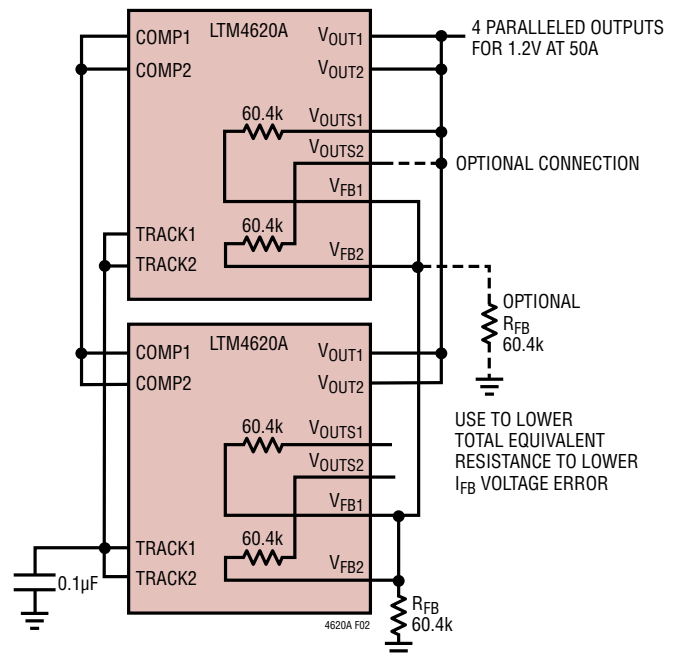 COMP1
LTM4620A
VOUT1
4 PARALLELED OUTPUTS
FOR 1.2V AT 50A
COMP2
VOUT2
60.4k
VOUTS1
VOUTS2
OPTIONAL CONNECTION
VFB1
60.4k
TRACK1
VFB2
TRACK2
OPTIONAL
RFB
60.4k
COMP1
LTM4620A
VOUT1
COMP2
VOUT2
USE TO LOWER
TOTAL EQUIVALENT
RESISTANCE TO LOWER
IFB VOLTAGE ERROR
60.4k
VOUTS1
VOUTS2
VFB1
60.4k
TRACK1
VFB2
TRACK2
0.1µF
RFB
60.4k
4620A F02